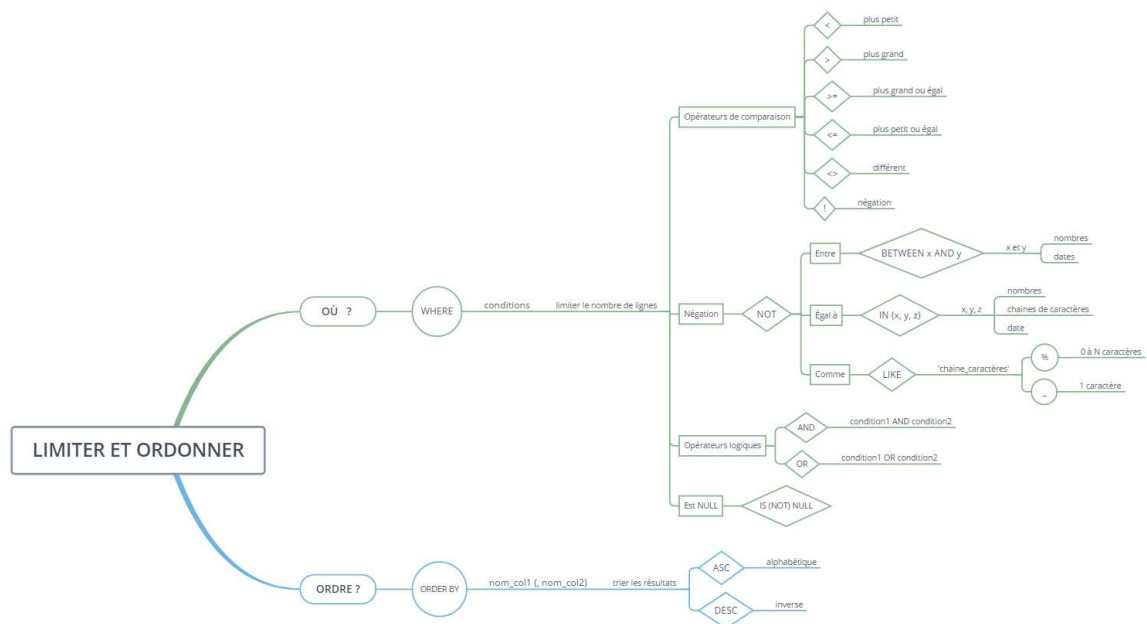 LIMITER ET ORDONNER
OÙ ?
WHERE
conditions
limiter le nombre de lignes
Opérateurs de comparaison
<
plus petit
>
plus grand
>=
plus grand ou égal
<=
plus petit ou égal
<>
différent
!
négation
Négation
NOT
Entre
BETWEEN x AND y
x et y
nombres
dates
Égal à
IN (x, y, z)
x, y, z
nombres
chaines de caractères
date
Comme
LIKE
'chaine_caractères'
%
0 à N caractères
_
1 caractère
Opérateurs logiques
AND
condition1 AND condition2
OR
condition1 OR condition2
Est NULL
IS (NOT) NULL
ORDRE ?
ORDER BY
nom_col1 (, nom_col2)
trier les résultats
ASC
alphabétique
DESC
inverse